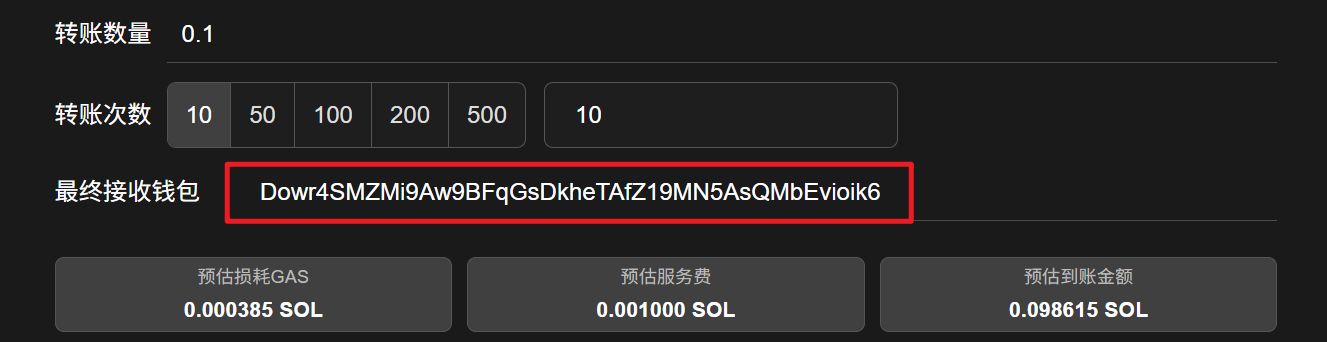 转账数量 0.1
转账次数 10 50 100 200 500 10
最终接收钱包 Dowr4SMZMi9Aw9BFqGsDkheTAfZ19MN5AsQMbEvioik6
预估损耗GAS 预估服务费 预估到账金额
0.000385 SOL 0.001000 SOL 0.098615 SOL